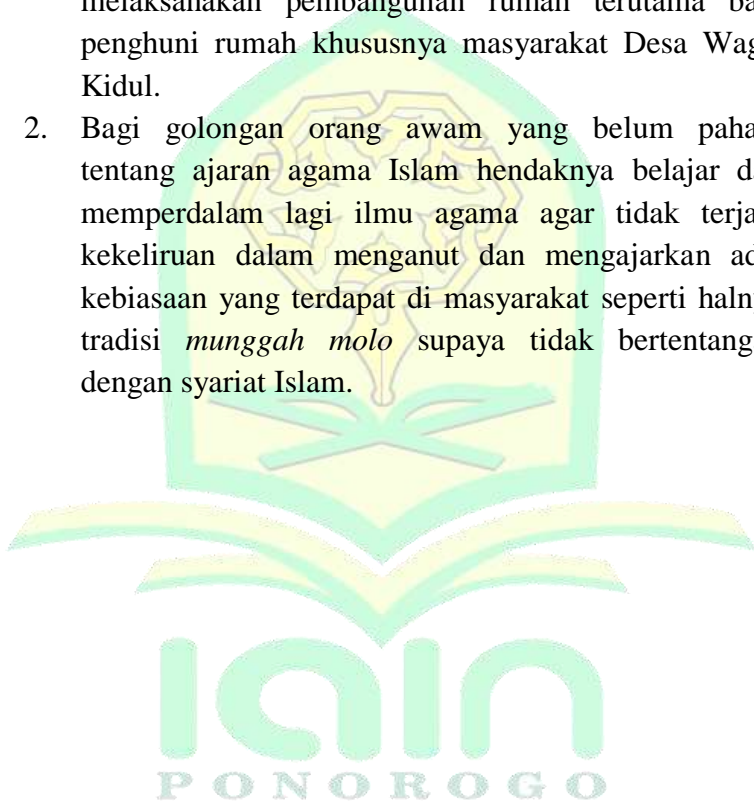 melaksanakan pembangunan rumah terutama ba
penghuni rumah khususnya masyarakat Desa Wag
Kidul.
2. Bagi golongan orang awam yang belum paha
tentang ajaran agama Islam hendaknya belajar d
memperdalam lagi ilmu agama agar tidak terja
kekeliruan dalam menganut dan mengajarkan ad
kebiasaan yang terdapat di masyarakat seperti haln
tradisi munggah molo supaya tidak bertentang
dengan syariat Islam.
iain
PONOROGO